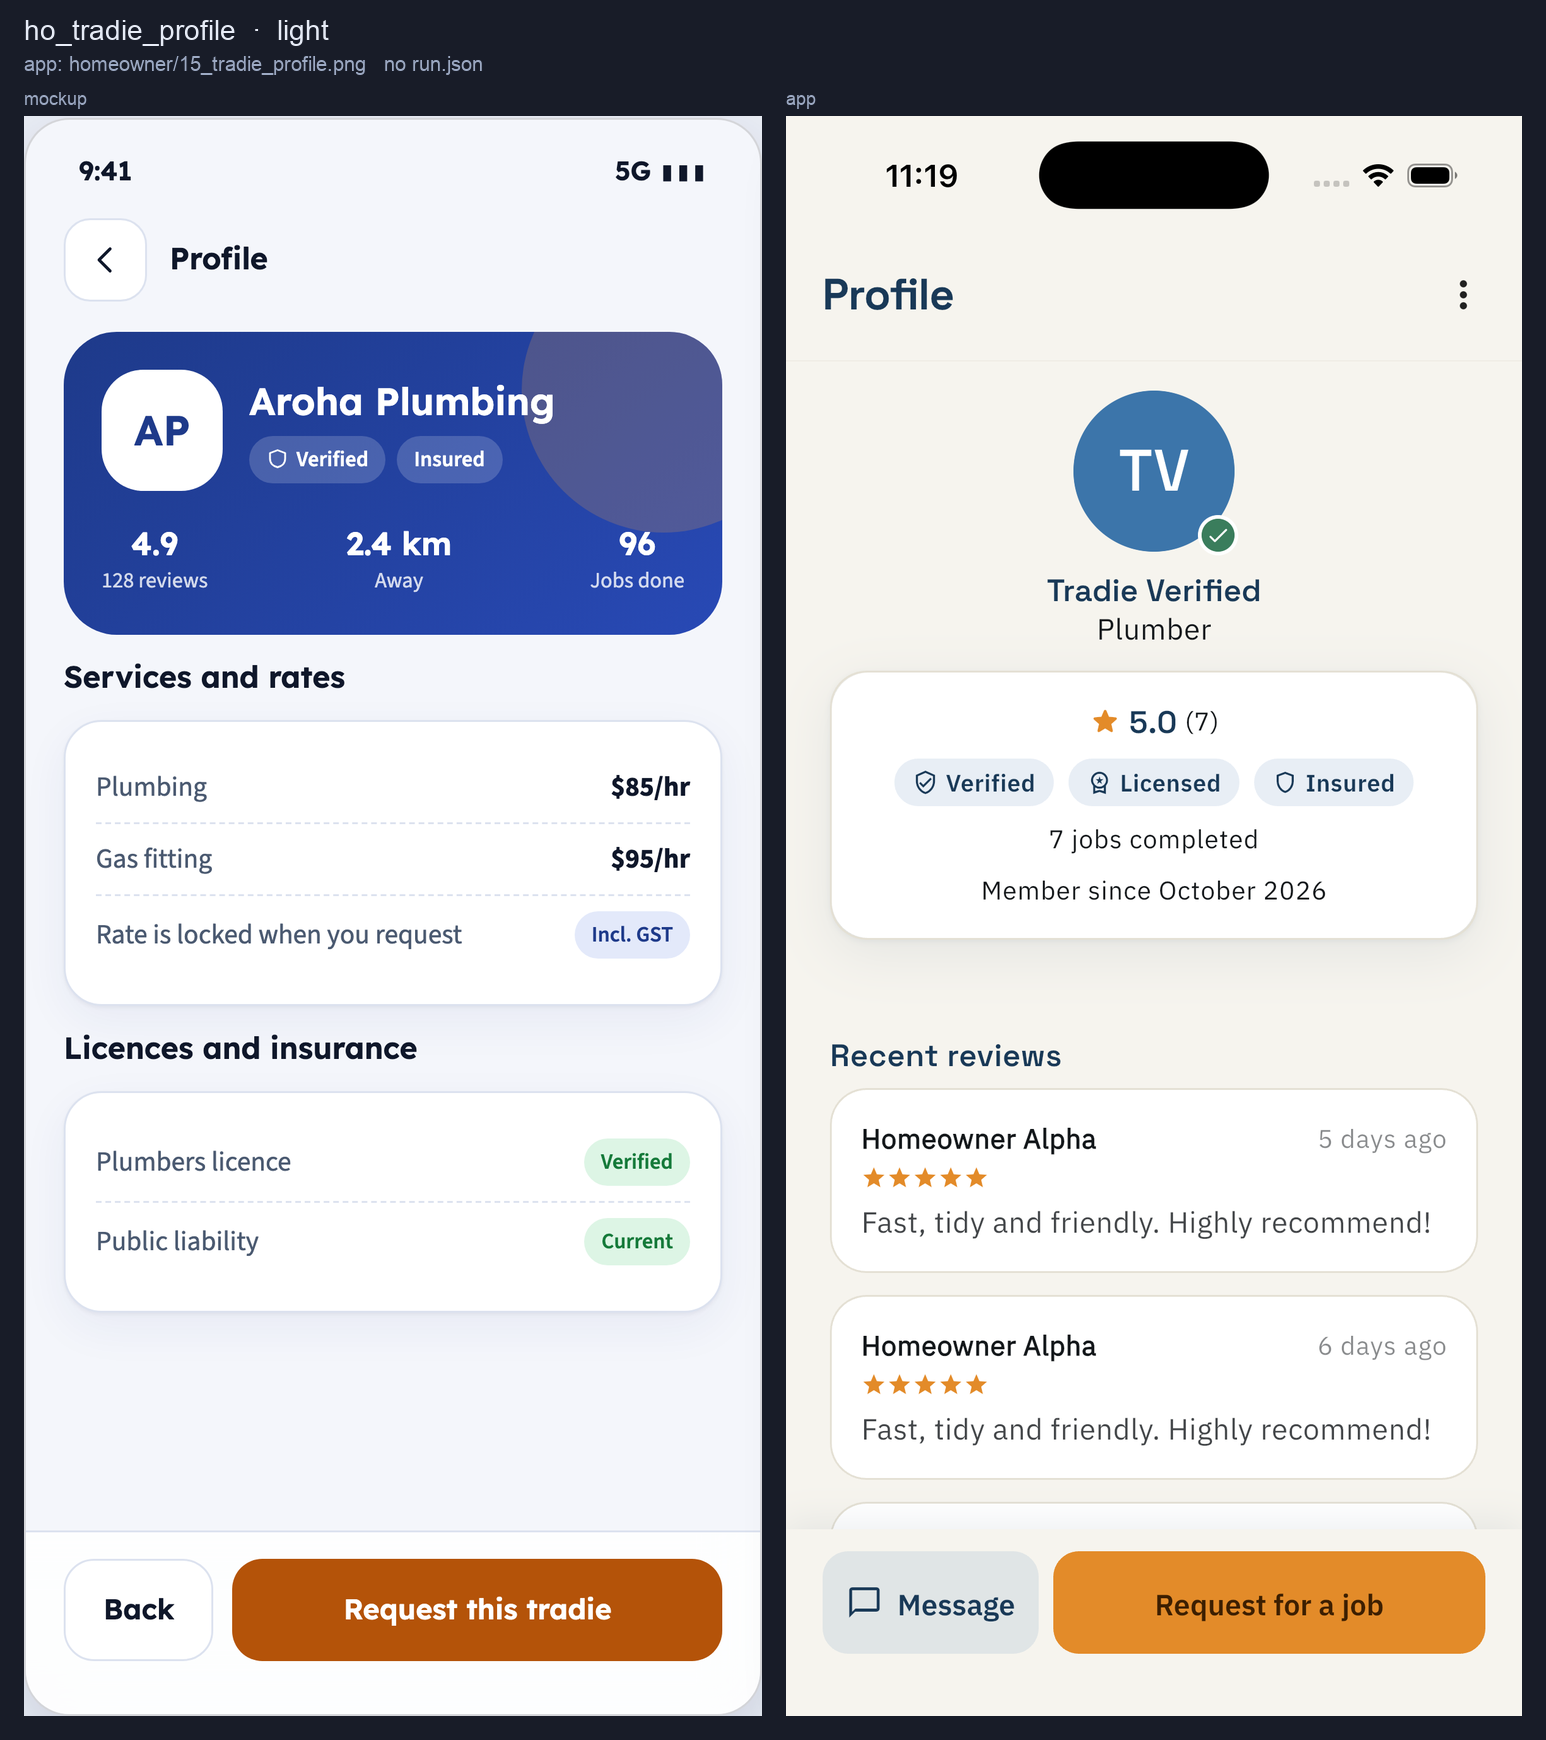 ho_tradie_profile · light
app: homeowner/15_tradie_profile.png no run.json
mockup
9:41
5G
Profile
AP
Aroha Plumbing
Verified
Insured
4.9
2.4 km
96
128 reviews
Away
Jobs done
Services and rates
Plumbing
$85/hr
Gas fitting
$95/hr
Rate is locked when you request
Incl. GST
Licences and insurance
Plumbers licence
Verified
Public liability
Current
Back
Request this tradie
app
11:19
Profile
TV
Tradie Verified
Plumber
5.0 (7)
Verified
Licensed
Insured
7 jobs completed
Member since October 2026
Recent reviews
Homeowner Alpha
5 days ago
Fast, tidy and friendly. Highly recommend!
Homeowner Alpha
6 days ago
Fast, tidy and friendly. Highly recommend!
Message
Request for a job